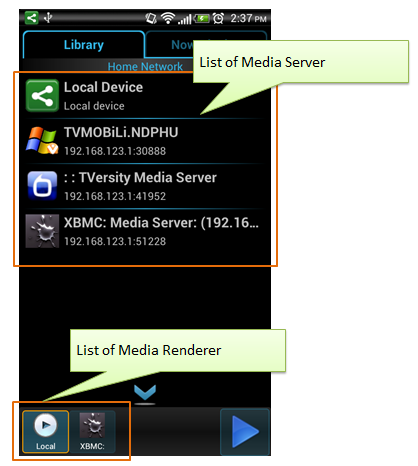 2:37 PM
Library
Now
Home Network
List of Media Server
Local Device
Local device
TVMOBiLi.NDPHU
192.168.123.1:30888
: : TVersity Media Server
192.168.123.1:41952
XBMC: Media Server: (192.16...
192.168.123.1:51228
List of Media Renderer
Local
XBMC: